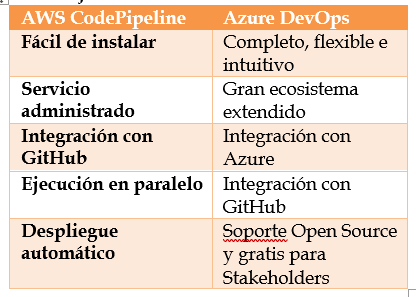 AWS CodePipeline Azure DevOps
Fácil de instalar Completo, flexible e
intuitivo
Servicio Gran ecosistema
administrado extendido
Integración con Integración con
GitHub Azure
Ejecución en paralelo Integración con
GitHub
Despliegue Soporte Open Source
automático y gratis para
Stakeholders